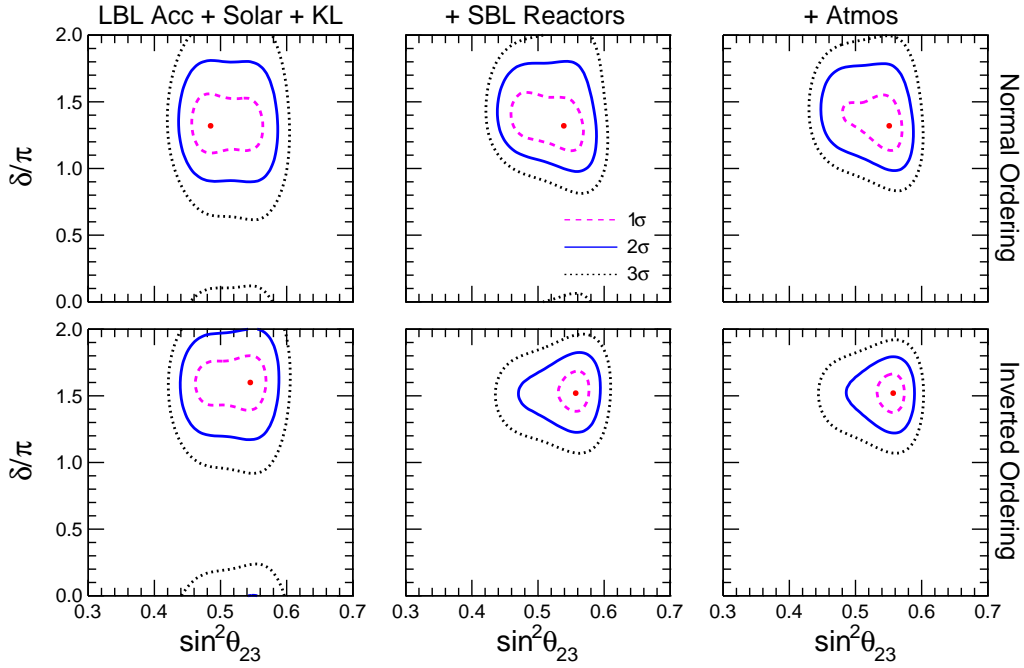 LBL Acc + Solar + KL
+ SBL Reactors
+ Atmos
2.0
1.5
1.0
0.5
0.0
δ/π
1σ
2σ
3σ
Normal Ordering
2.0
1.5
1.0
0.5
0.0
δ/π
Inverted Ordering
0.3 0.4 0.5 0.6 0.7
0.3 0.4 0.5 0.6 0.7
0.3 0.4 0.5 0.6 0.7
sin²θ₂₃
sin²θ₂₃
sin²θ₂₃